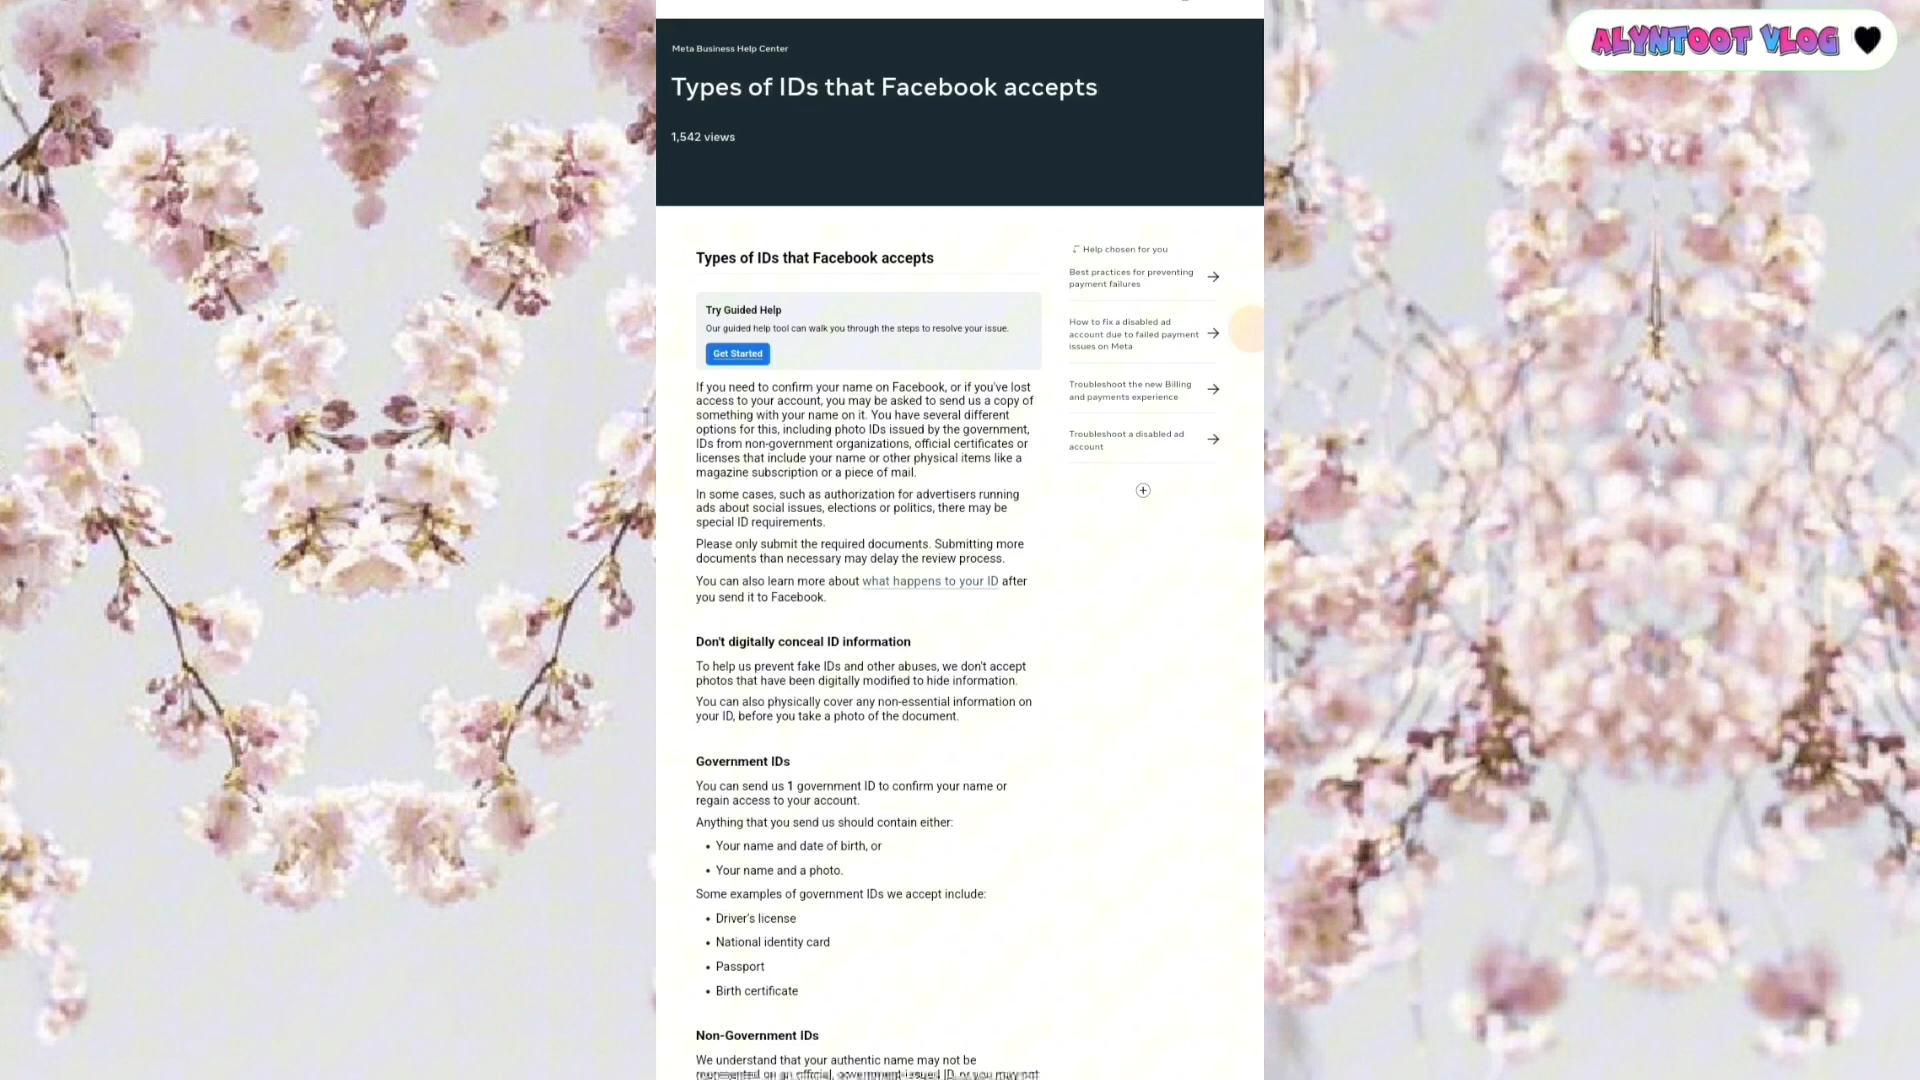 ALYNTOOT VLOG
Meta Business Help Center
Types of IDs that Facebook accepts
1,542 views
Types of IDs that Facebook accepts
Try Guided Help
Our guided help tool can walk you through the steps to resolve your issue.
Get Started
If you need to confirm your name on Facebook, or if you've lost
access to your account, you may be asked to send us a copy of
something with your name on it. You have several different
options for this, including photo IDs issued by the government,
IDs from non-government organizations, official certificates or
licenses that include your name or other physical items like a
magazine subscription or a piece of mail.
In some cases, such as authorization for advertisers running
ads about social issues, elections or politics, there may be
special ID requirements.
Please only submit the required documents. Submitting more
documents than necessary may delay the review process.
You can also learn more about what happens to your ID after
you send it to Facebook.
Don't digitally conceal ID information
To help us prevent fake IDs and other abuses, we don't accept
photos that have been digitally modified to hide information.
You can also physically cover any non-essential information on
your ID, before you take a photo of the document.
Government IDs
You can send us 1 government ID to confirm your name or
regain access to your account.
Anything that you send us should contain either:
• Your name and date of birth, or
• Your name and a photo.
Some examples of government IDs we accept include:
• Driver's license
• National identity card
• Passport
• Birth certificate
Non-Government IDs
We understand that your authentic name may not be
represented on an official, government-issued ID, or you may not
Help chosen for you
Best practices for preventing
payment failures
How to fix a disabled ad
account due to failed payment
issues on Meta
Troubleshoot the new Billing
and payments experience
Troubleshoot a disabled ad
account